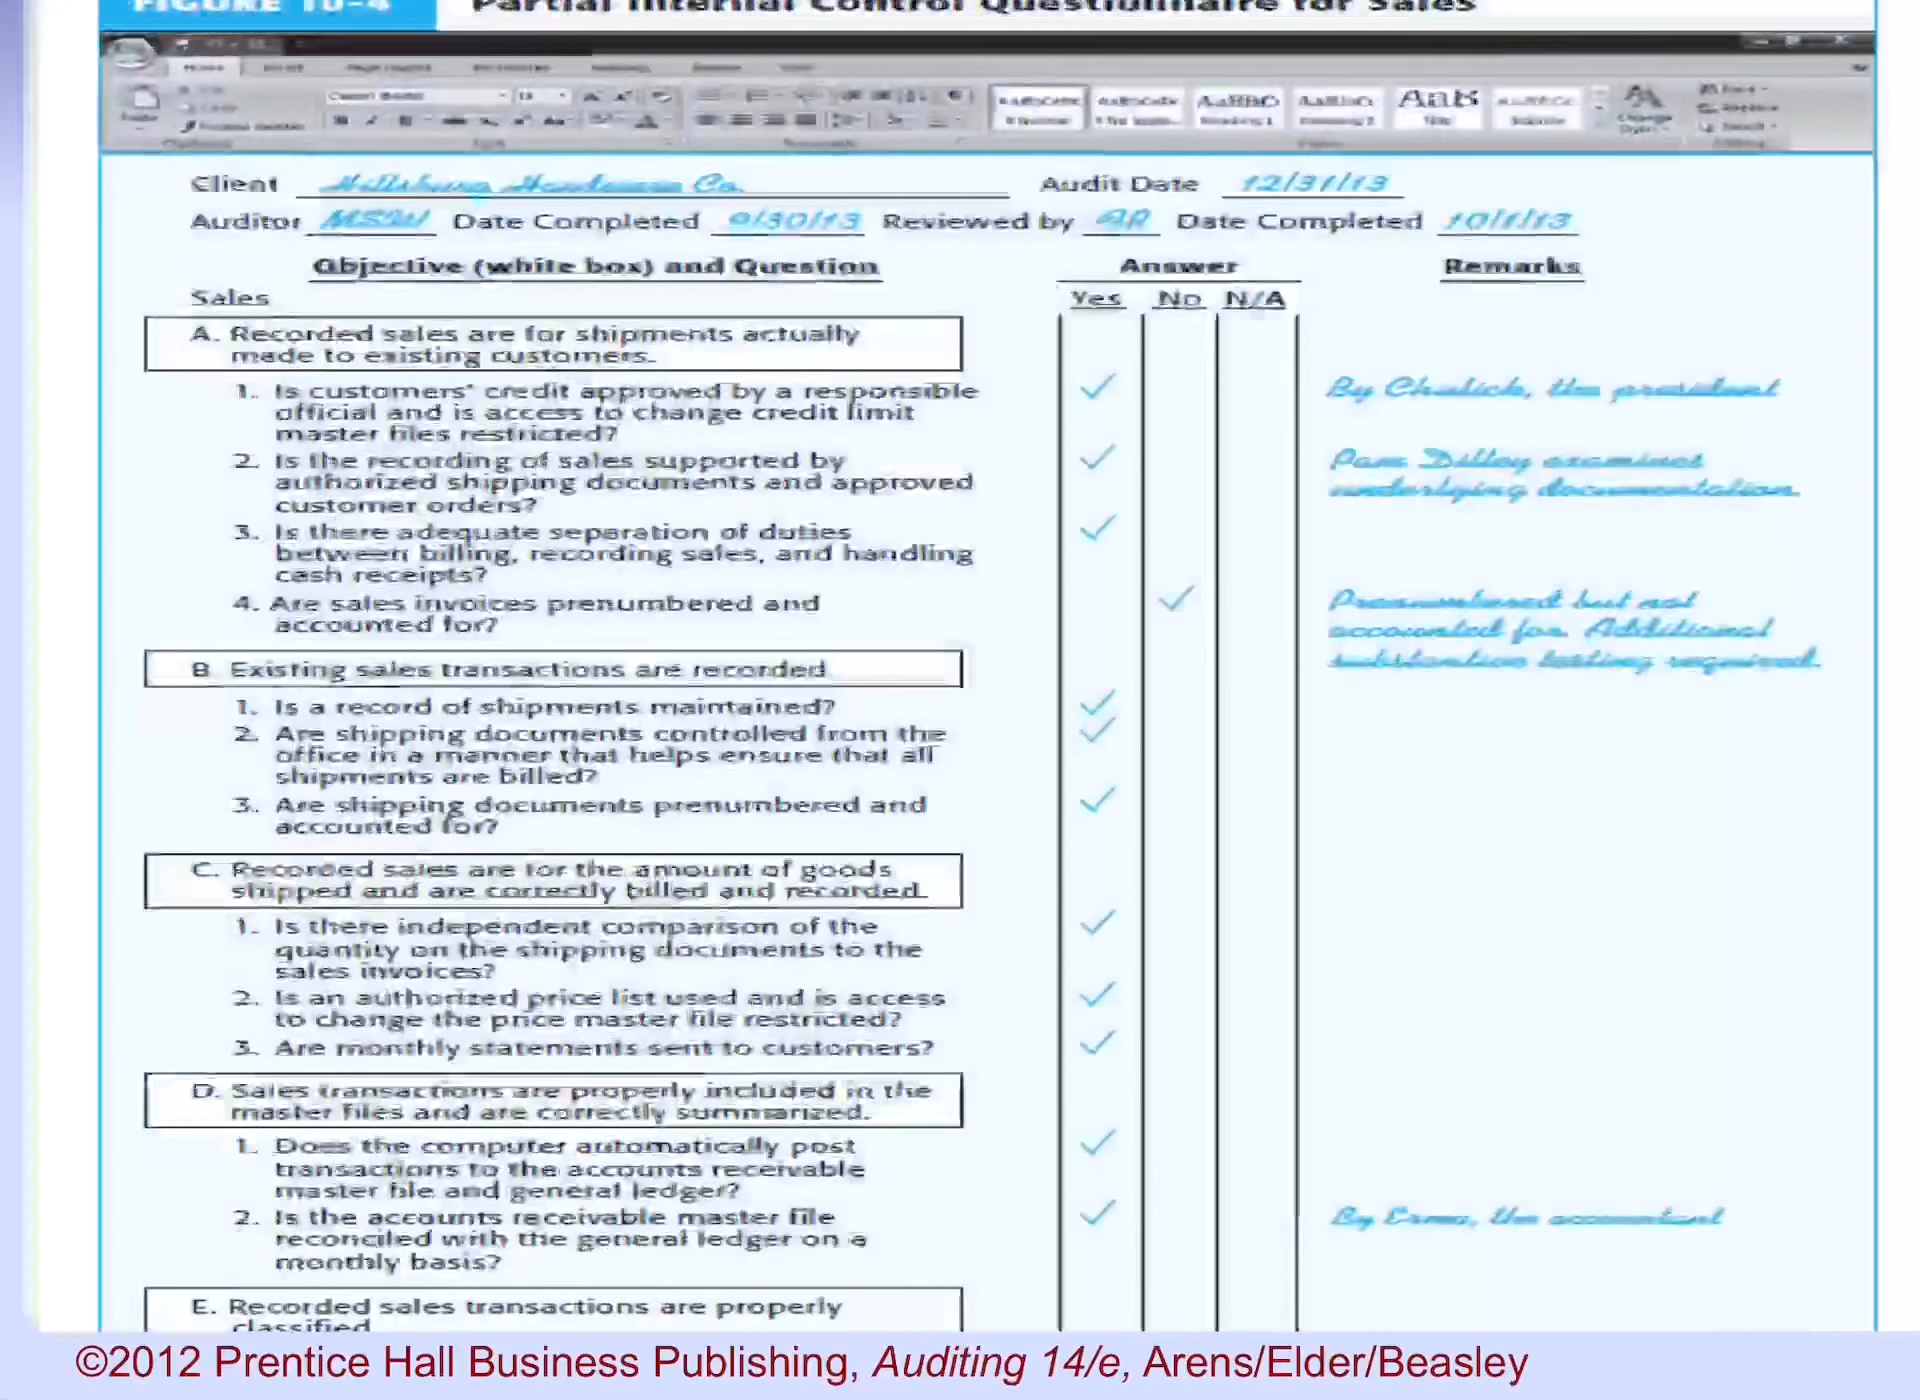 FIGURE 10-4 Partial Internal Control Questionnaire for Sales
Client Hillsburg Hardware Co. Audit Date 12/31/13
Auditor MSW Date Completed 9/30/13 Reviewed by Date Completed 10/1/13
Objective (white box) and Question Answer Remarks
Sales Yes No N/A
A. Recorded sales are for shipments actually
made to existing customers.
1. Is customers' credit approved by a responsible
official and is access to change credit limit
master files restricted?
By Chulick, the president
2. Is the recording of sales supported by
authorized shipping documents and approved
customer orders?
Pam Dilley examines
underlying documentation.
3. Is there adequate separation of duties
between billing, recording sales, and handling
cash receipts?
4. Are sales invoices prenumbered and
accounted for?
Prenumbered but not
accounted for. Additional
substantive testing required.
B. Existing sales transactions are recorded.
1. Is a record of shipments maintained?
2. Are shipping documents controlled from the
office in a manner that helps ensure that all
shipments are billed?
3. Are shipping documents prenumbered and
accounted for?
C. Recorded sales are for the amount of goods
shipped and are correctly billed and recorded.
1. Is there independent comparison of the
quantity on the shipping documents to the
sales invoices?
2. Is an authorized price list used and is access
to change the price master file restricted?
3. Are monthly statements sent to customers?
D. Sales transactions are properly included in the
master files and are correctly summarized.
1. Does the computer automatically post
transactions to the accounts receivable
master file and general ledger?
2. Is the accounts receivable master file
reconciled with the general ledger on a
monthly basis?
By Erma, the accountant
E. Recorded sales transactions are properly
classified
©2012 Prentice Hall Business Publishing, Auditing 14/e, Arens/Elder/Beasley